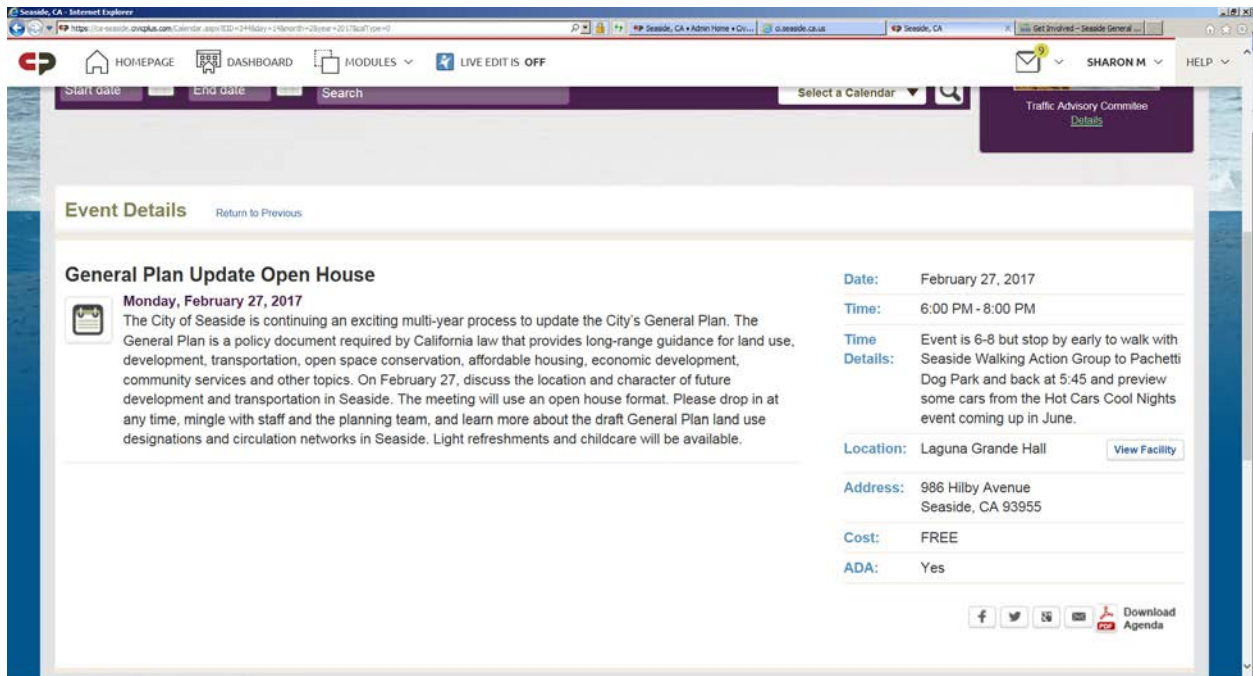 Seaside, CA - Internet Explorer
Seaside, CA • Admin Home • Civ...
ci.seaside.ca.us
Seaside, CA
Get Involved – Seaside General ...
HOMEPAGE
DASHBOARD
MODULES
LIVE EDIT IS OFF
9
SHARON M
HELP
Start date
End date
Search
Select a Calendar
Traffic Advisory Commitee
Details
Event Details
Return to Previous
General Plan Update Open House
Monday, February 27, 2017
The City of Seaside is continuing an exciting multi-year process to update the City's General Plan. The
General Plan is a policy document required by California law that provides long-range guidance for land use,
development, transportation, open space conservation, affordable housing, economic development,
community services and other topics. On February 27, discuss the location and character of future
development and transportation in Seaside. The meeting will use an open house format. Please drop in at
any time, mingle with staff and the planning team, and learn more about the draft General Plan land use
designations and circulation networks in Seaside. Light refreshments and childcare will be available.
Date: February 27, 2017
Time: 6:00 PM - 8:00 PM
Time Event is 6-8 but stop by early to walk with
Details: Seaside Walking Action Group to Pachetti
Dog Park and back at 5:45 and preview
some cars from the Hot Cars Cool Nights
event coming up in June.
Location: Laguna Grande Hall View Facility
Address: 986 Hilby Avenue
Seaside, CA 93955
Cost: FREE
ADA: Yes
Download
Agenda
PDF